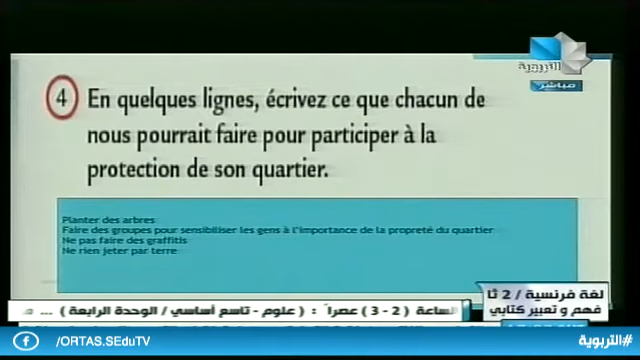 التربوية
مباشر
4 En quelques lignes, écrivez ce que chacun de
nous pourrait faire pour participer à la
protection de son quartier.
Planter des arbres
Faire des groupes pour sensibiliser les gens à l'importance de la propreté du quartier
Ne pas faire des graffitis
Ne rien jeter par terre
لغة فرنسية / 2 ثا
فهم و تعبير كتابي
الساعة ( 2 - 3 ) عصراً : ( علوم - تاسع أساسي / الوحدة الرابعة ) ...
/ORTAS.SEduTV
#التربوية